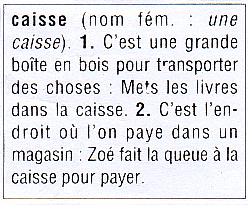 caisse (nom fém. : une
caisse). 1. C'est une grande
boîte en bois pour transporter
des choses : Mets les livres
dans la caisse. 2. C'est l'en-
droit où l'on paye dans un
magasin : Zoé fait la queue à la
caisse pour payer.